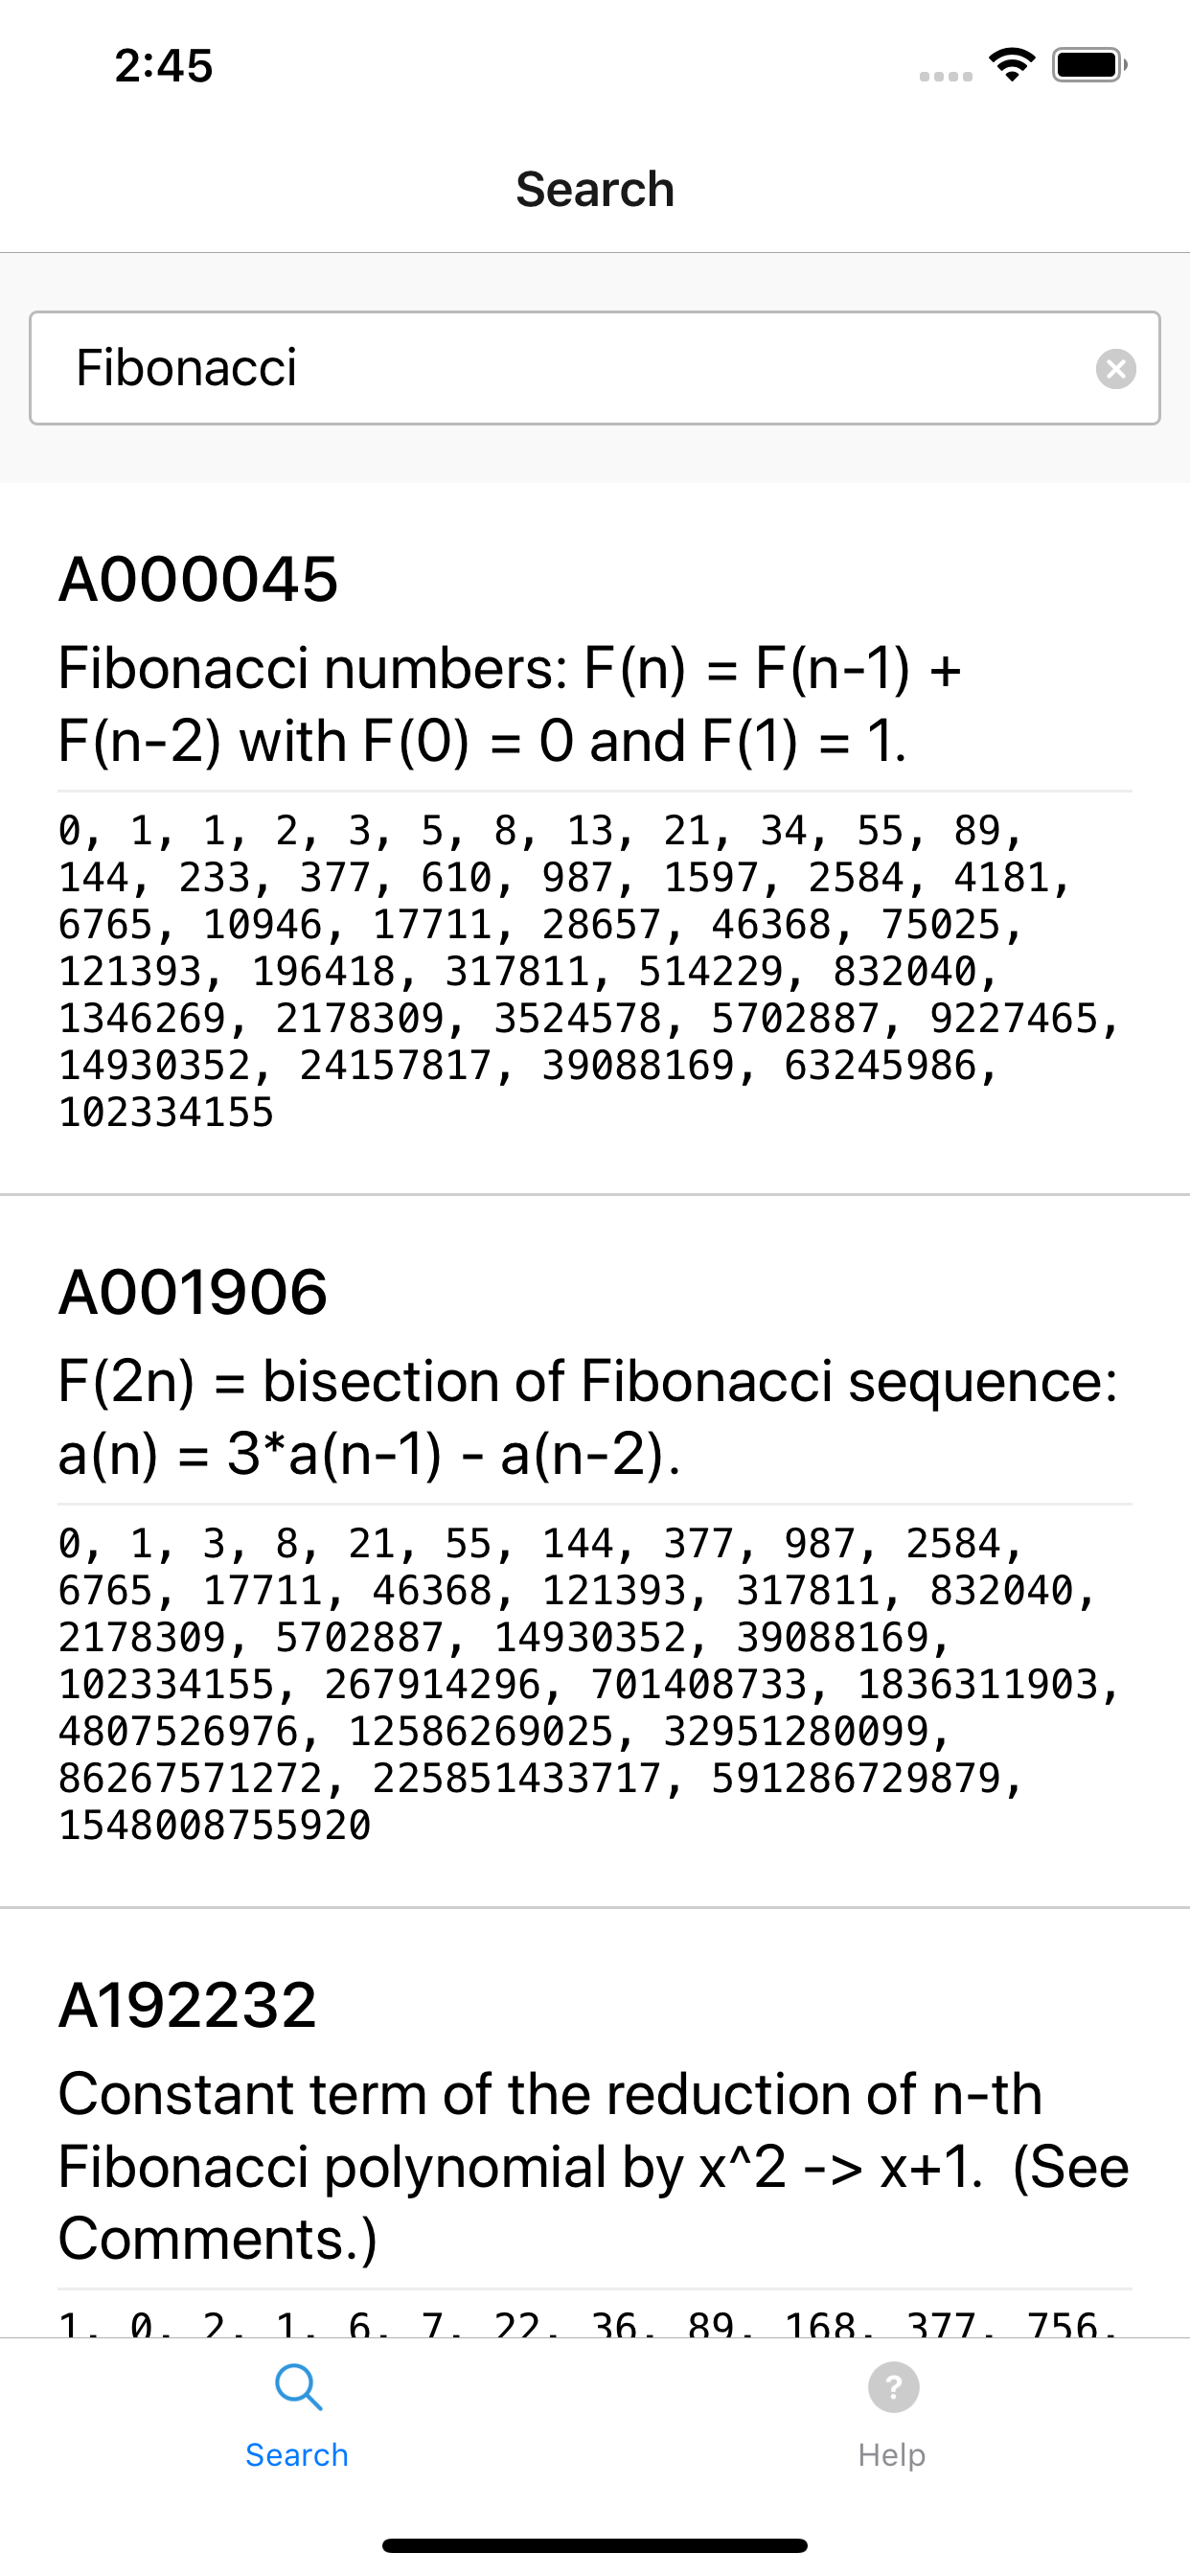 2:45
Search
Fibonacci
A000045
Fibonacci numbers: F(n) = F(n-1) +
F(n-2) with F(0) = 0 and F(1) = 1.
0, 1, 1, 2, 3, 5, 8, 13, 21, 34, 55, 89,
144, 233, 377, 610, 987, 1597, 2584, 4181,
6765, 10946, 17711, 28657, 46368, 75025,
121393, 196418, 317811, 514229, 832040,
1346269, 2178309, 3524578, 5702887, 9227465,
14930352, 24157817, 39088169, 63245986,
102334155
A001906
F(2n) = bisection of Fibonacci sequence:
a(n) = 3*a(n-1) - a(n-2).
0, 1, 3, 8, 21, 55, 144, 377, 987, 2584,
6765, 17711, 46368, 121393, 317811, 832040,
2178309, 5702887, 14930352, 39088169,
102334155, 267914296, 701408733, 1836311903,
4807526976, 12586269025, 32951280099,
86267571272, 225851433717, 591286729879,
1548008755920
A192232
Constant term of the reduction of n-th
Fibonacci polynomial by x^2 -> x+1.  (See
Comments.)
1, 0, 2, 1, 6, 7, 22, 36, 89, 168, 377, 756,
Search
Help